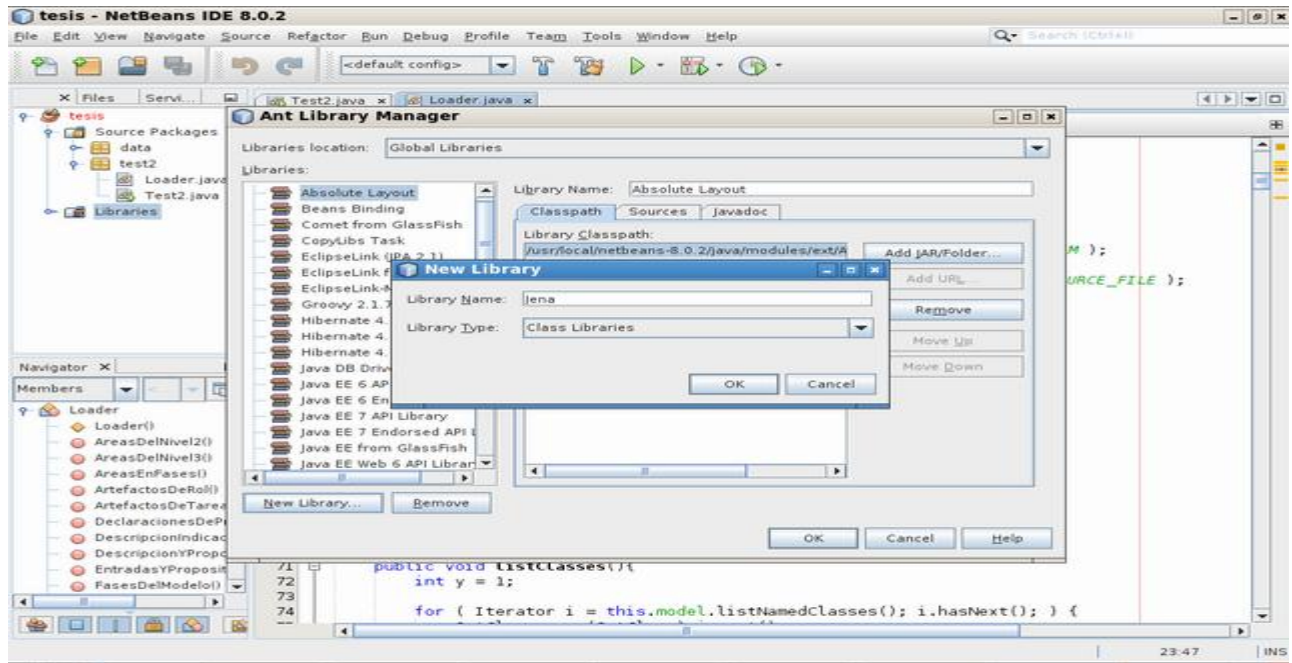 tesis - NetBeans IDE 8.0.2
File Edit View Navigate Source Refactor Run Debug Profile Team Tools Window Help
Search (Ctrl+I)
<default config>
Files Servi...
Test2.java Loader.java
tesis
Source Packages
data
test2
Loader.java
Test2.java
Libraries
Ant Library Manager
Libraries location: Global Libraries
Libraries:
Absolute Layout
Beans Binding
Comet from GlassFish
CopyLibs Task
EclipseLink (JPA 2.1)
EclipseLink f
EclipseLink-M
Groovy 2.1.7
Hibernate 4.
Hibernate 4.
Hibernate 4.
Java DB Driv
Java EE 6 AP
Java EE 6 En
Java EE 7 API Library
Java EE 7 Endorsed API L
Java EE from GlassFish
Java EE Web 6 API Librar
New Library... Remove
Library Name: Absolute Layout
Classpath Sources Javadoc
Library Classpath:
/usr/local/netbeans-8.0.2/java/modules/ext/A
Add JAR/Folder...
Add URL...
Remove
Move Up
Move Down
New Library
Library Name: Jena
Library Type: Class Libraries
OK Cancel
OK Cancel Help
M );
URCE_FILE );
Navigator
Members
Loader
Loader()
AreasDelNivel2()
AreasDelNivel3()
AreasEnFases()
ArtefactosDeRol()
ArtefactosDeTarea
DeclaracionesDeP
DescripcionIndicac
DescripcionYPropo
EntradasYProposit
FasesDelModelo()
71 public void listClasses(){
72 int y = 1;
73
74 for ( Iterator i = this.model.listNamedClasses(); i.hasNext(); ) {
23:47 INS